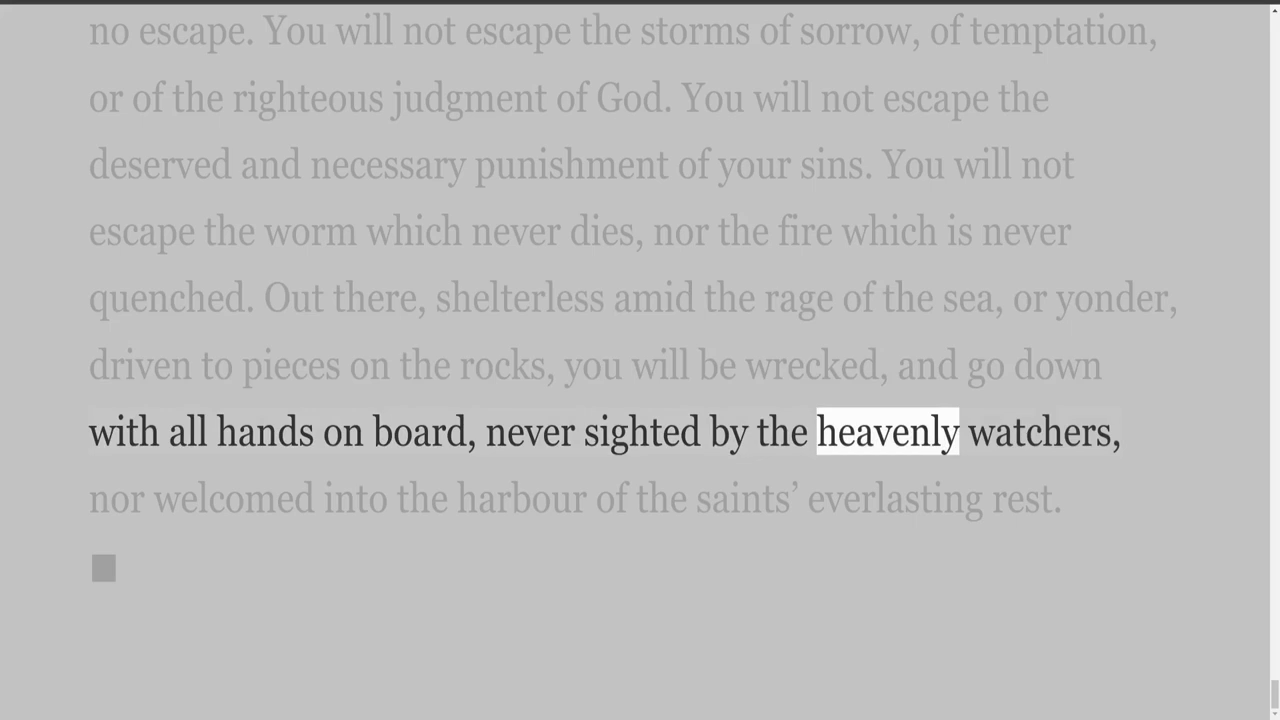 no escape. You will not escape the storms of sorrow, of temptation,
or of the righteous judgment of God. You will not escape the
deserved and necessary punishment of your sins. You will not
escape the worm which never dies, nor the fire which is never
quenched. Out there, shelterless amid the rage of the sea, or yonder,
driven to pieces on the rocks, you will be wrecked, and go down
with all hands on board, never sighted by the heavenly watchers,
nor welcomed into the harbour of the saints’ everlasting rest.